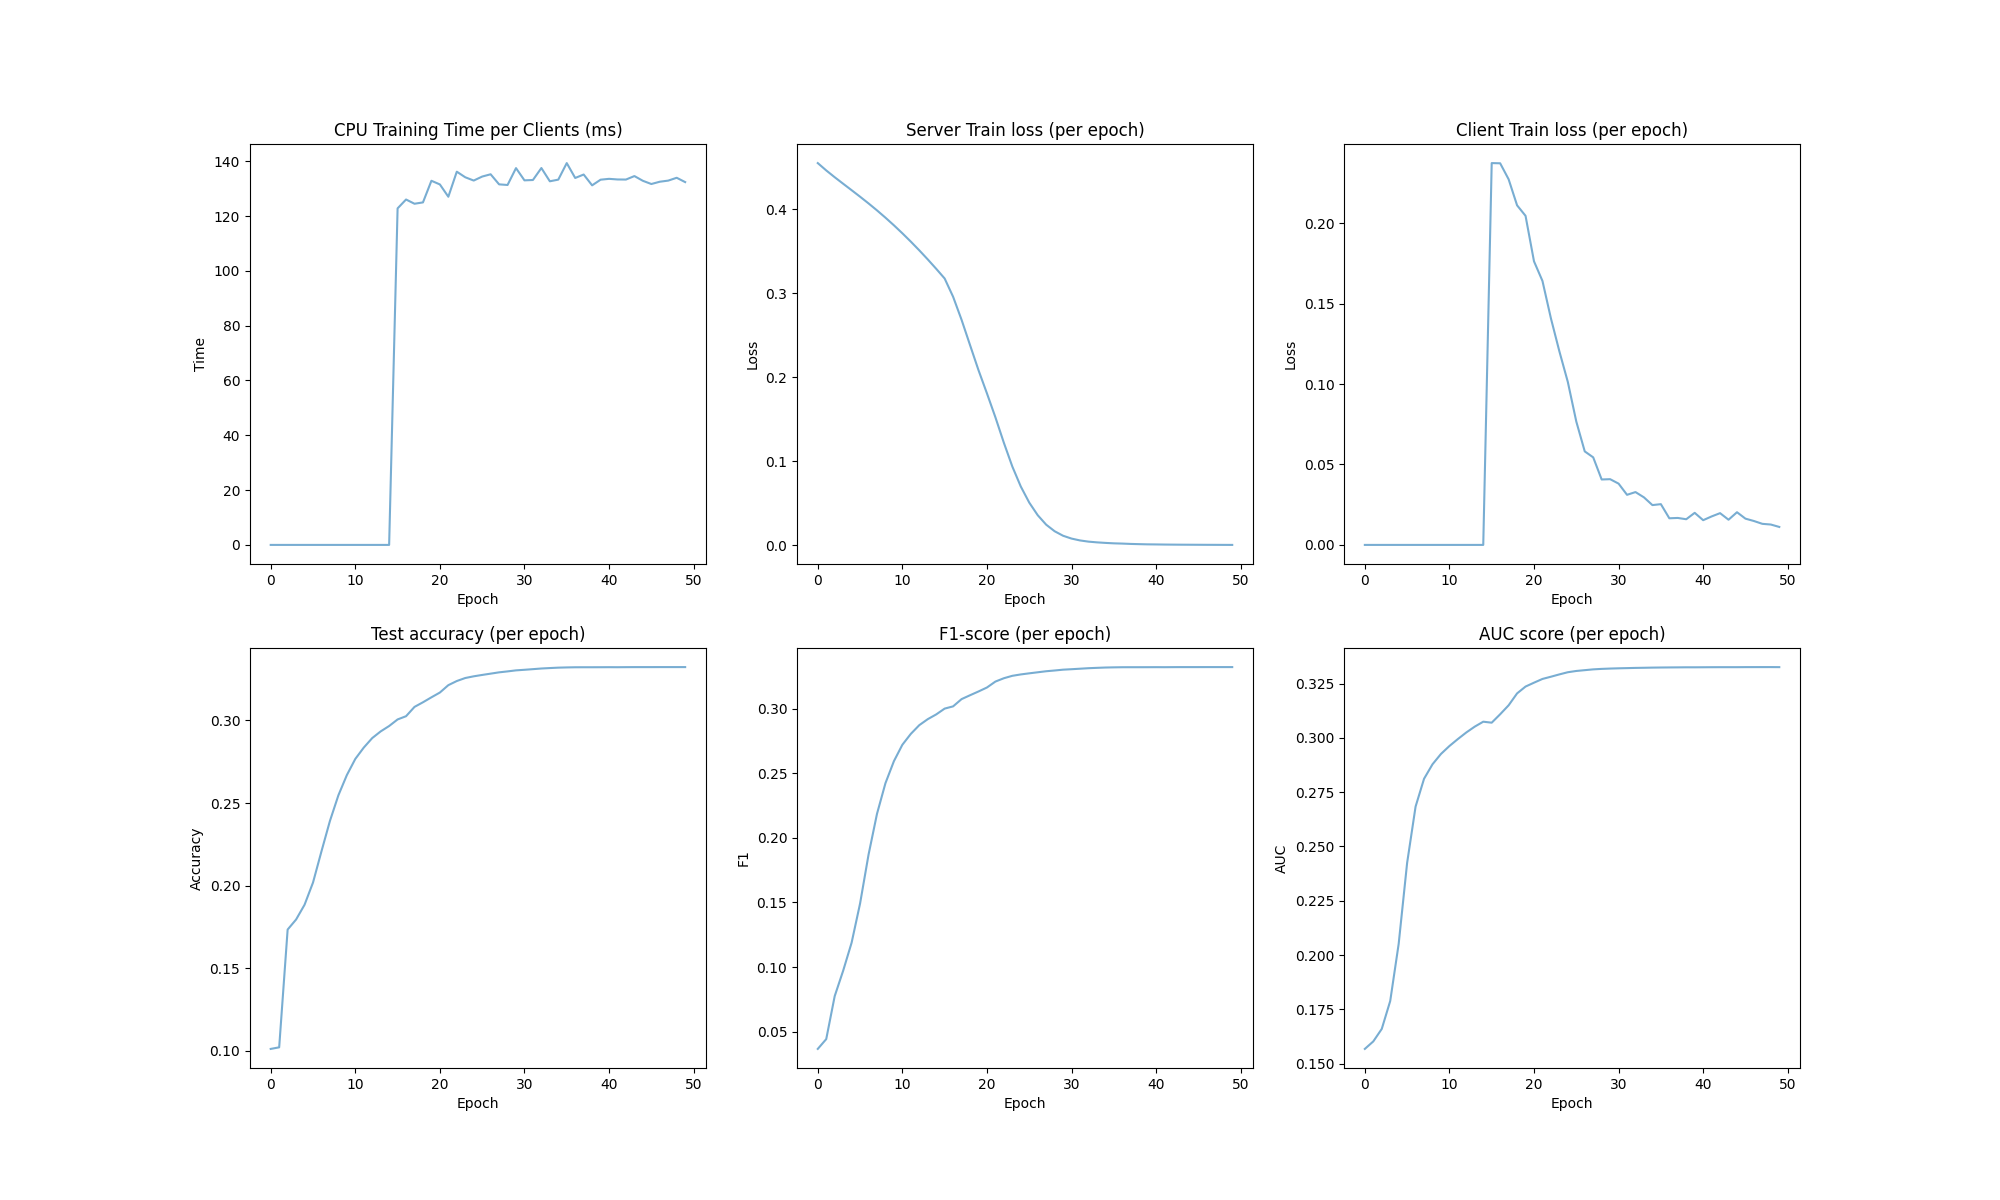 CPU Training Time per Clients (ms)
140
120
100
80
60
40
20
0
Time
0 10 20 30 40 50
Epoch
Server Train loss (per epoch)
0.4
0.3
0.2
0.1
0.0
Loss
0 10 20 30 40 50
Epoch
Client Train loss (per epoch)
0.20
0.15
0.10
0.05
0.00
Loss
0 10 20 30 40 50
Epoch
Test accuracy (per epoch)
0.30
0.25
0.20
0.15
0.10
Accuracy
0 10 20 30 40 50
Epoch
F1-score (per epoch)
0.30
0.25
0.20
0.15
0.10
0.05
F1
0 10 20 30 40 50
Epoch
AUC score (per epoch)
0.325
0.300
0.275
0.250
0.225
0.200
0.175
0.150
AUC
0 10 20 30 40 50
Epoch